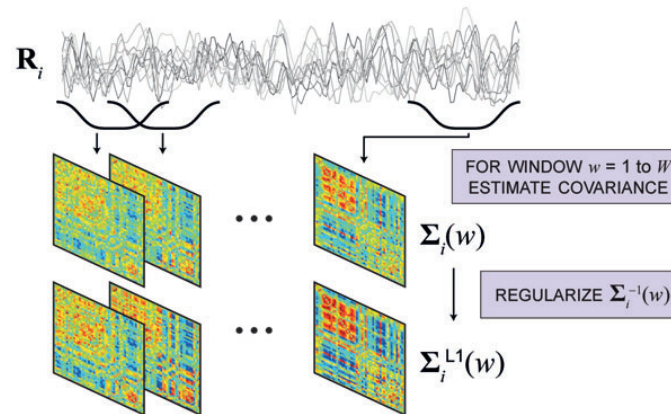 R_i
FOR WINDOW w = 1 to W
ESTIMATE COVARIANCE
Σ_i(w)
REGULARIZE Σ_i^{-1}(w)
Σ_i^{L1}(w)